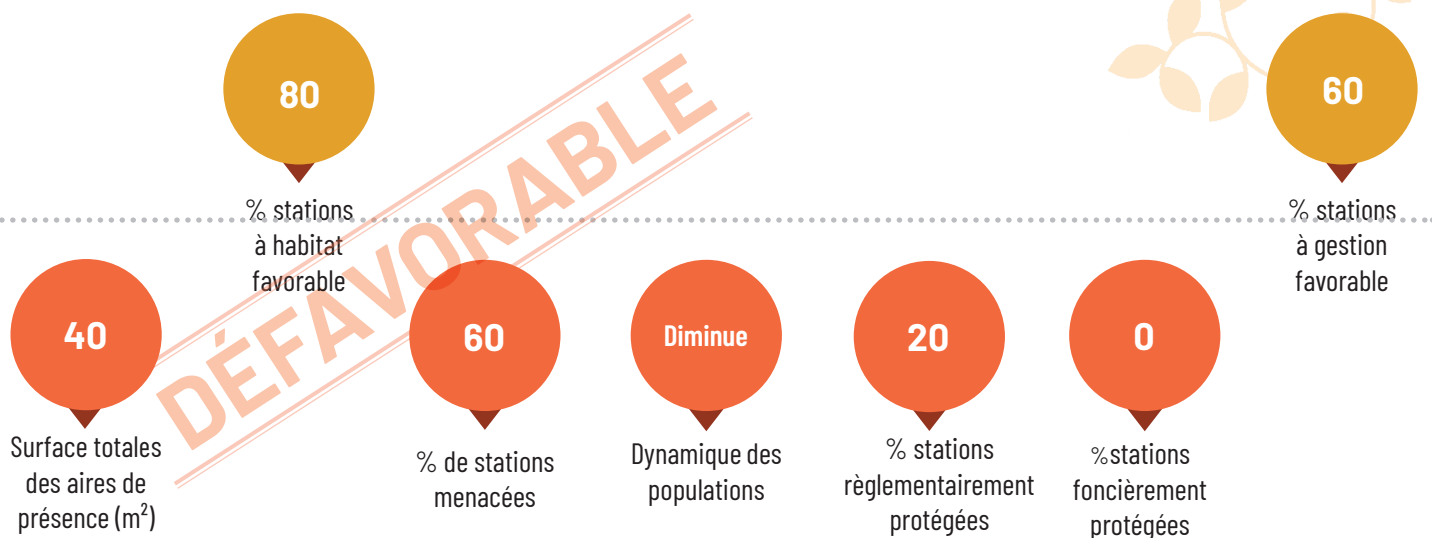 80
% stations
à habitat
favorable
60
% stations
à gestion
favorable
DÉFAVORABLE
40
Surface totales
des aires de
présence (m²)
60
% de stations
menacées
Diminue
Dynamique des
populations
20
% stations
règlementairement
protégées
0
%stations
foncièrement
protégées